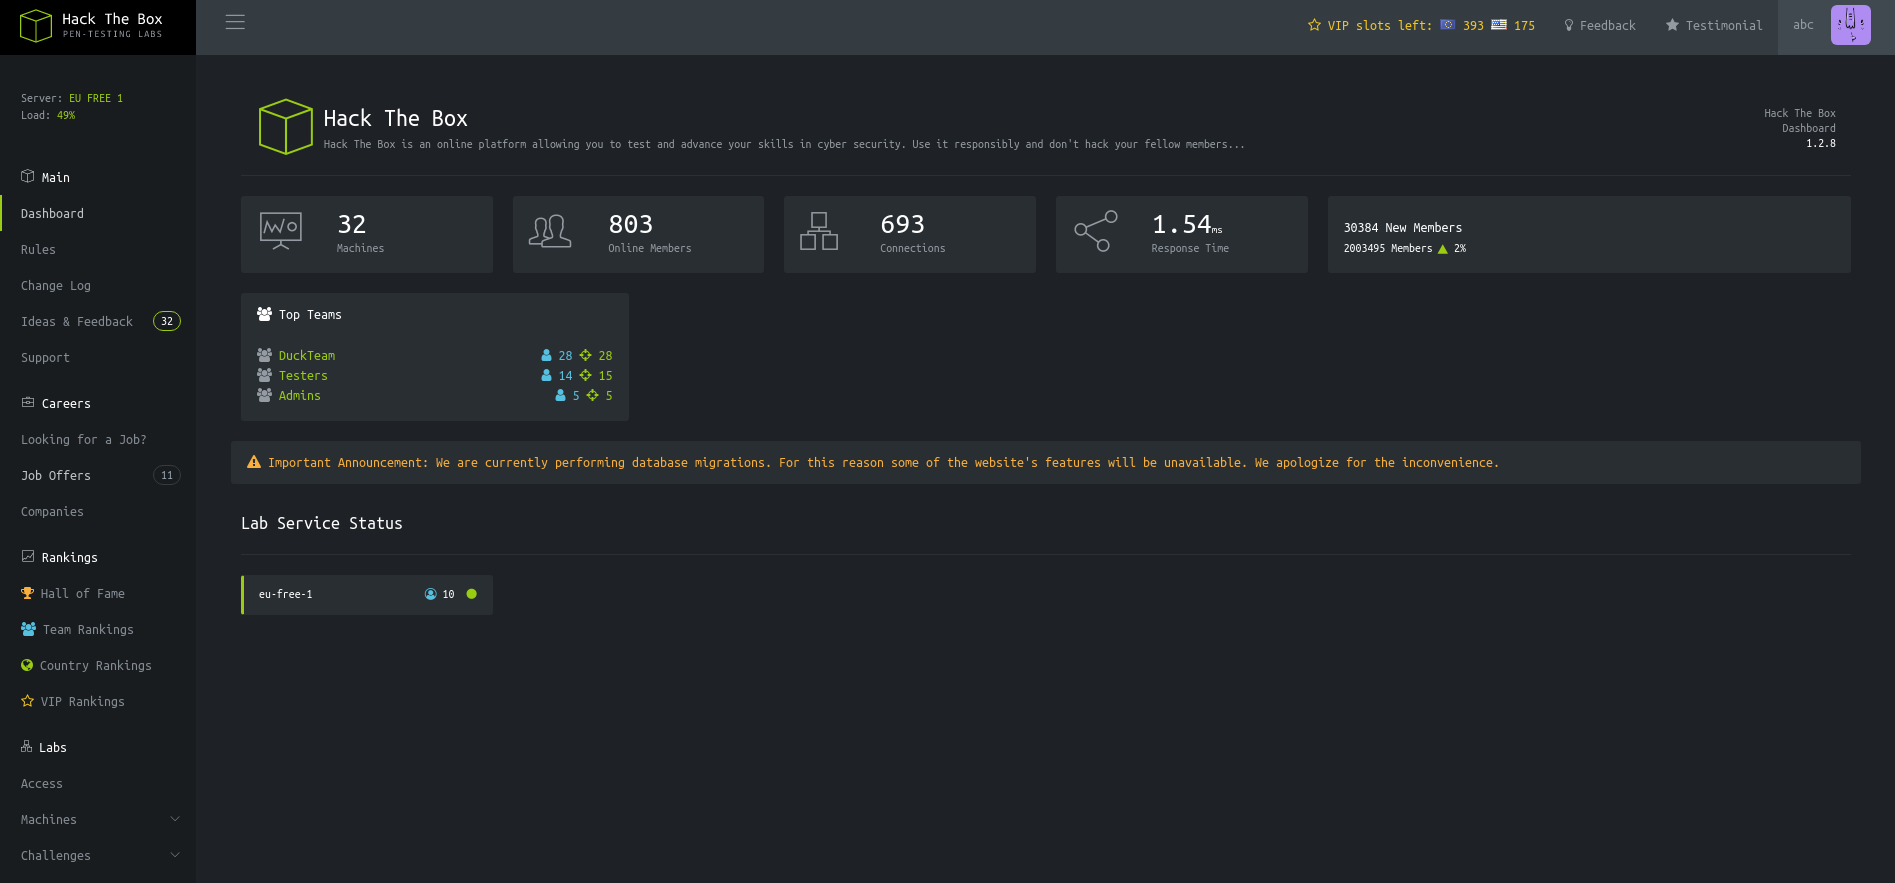 Hack The Box
PEN-TESTING LABS
VIP slots left: 393 175
Feedback
Testimonial
abc
Server: EU FREE 1
Load: 49%
Main
Dashboard
Rules
Change Log
Ideas & Feedback 32
Support
Careers
Looking for a Job?
Job Offers 11
Companies
Rankings
Hall of Fame
Team Rankings
Country Rankings
VIP Rankings
Labs
Access
Machines
Challenges
Hack The Box
Hack The Box is an online platform allowing you to test and advance your skills in cyber security. Use it responsibly and don't hack your fellow members...
Hack The Box
Dashboard
1.2.8
32
Machines
803
Online Members
693
Connections
1.54ms
Response Time
30384 New Members
2003495 Members 2%
Top Teams
DuckTeam 28 28
Testers 14 15
Admins 5 5
Important Announcement: We are currently performing database migrations. For this reason some of the website's features will be unavailable. We apologize for the inconvenience.
Lab Service Status
eu-free-1 10